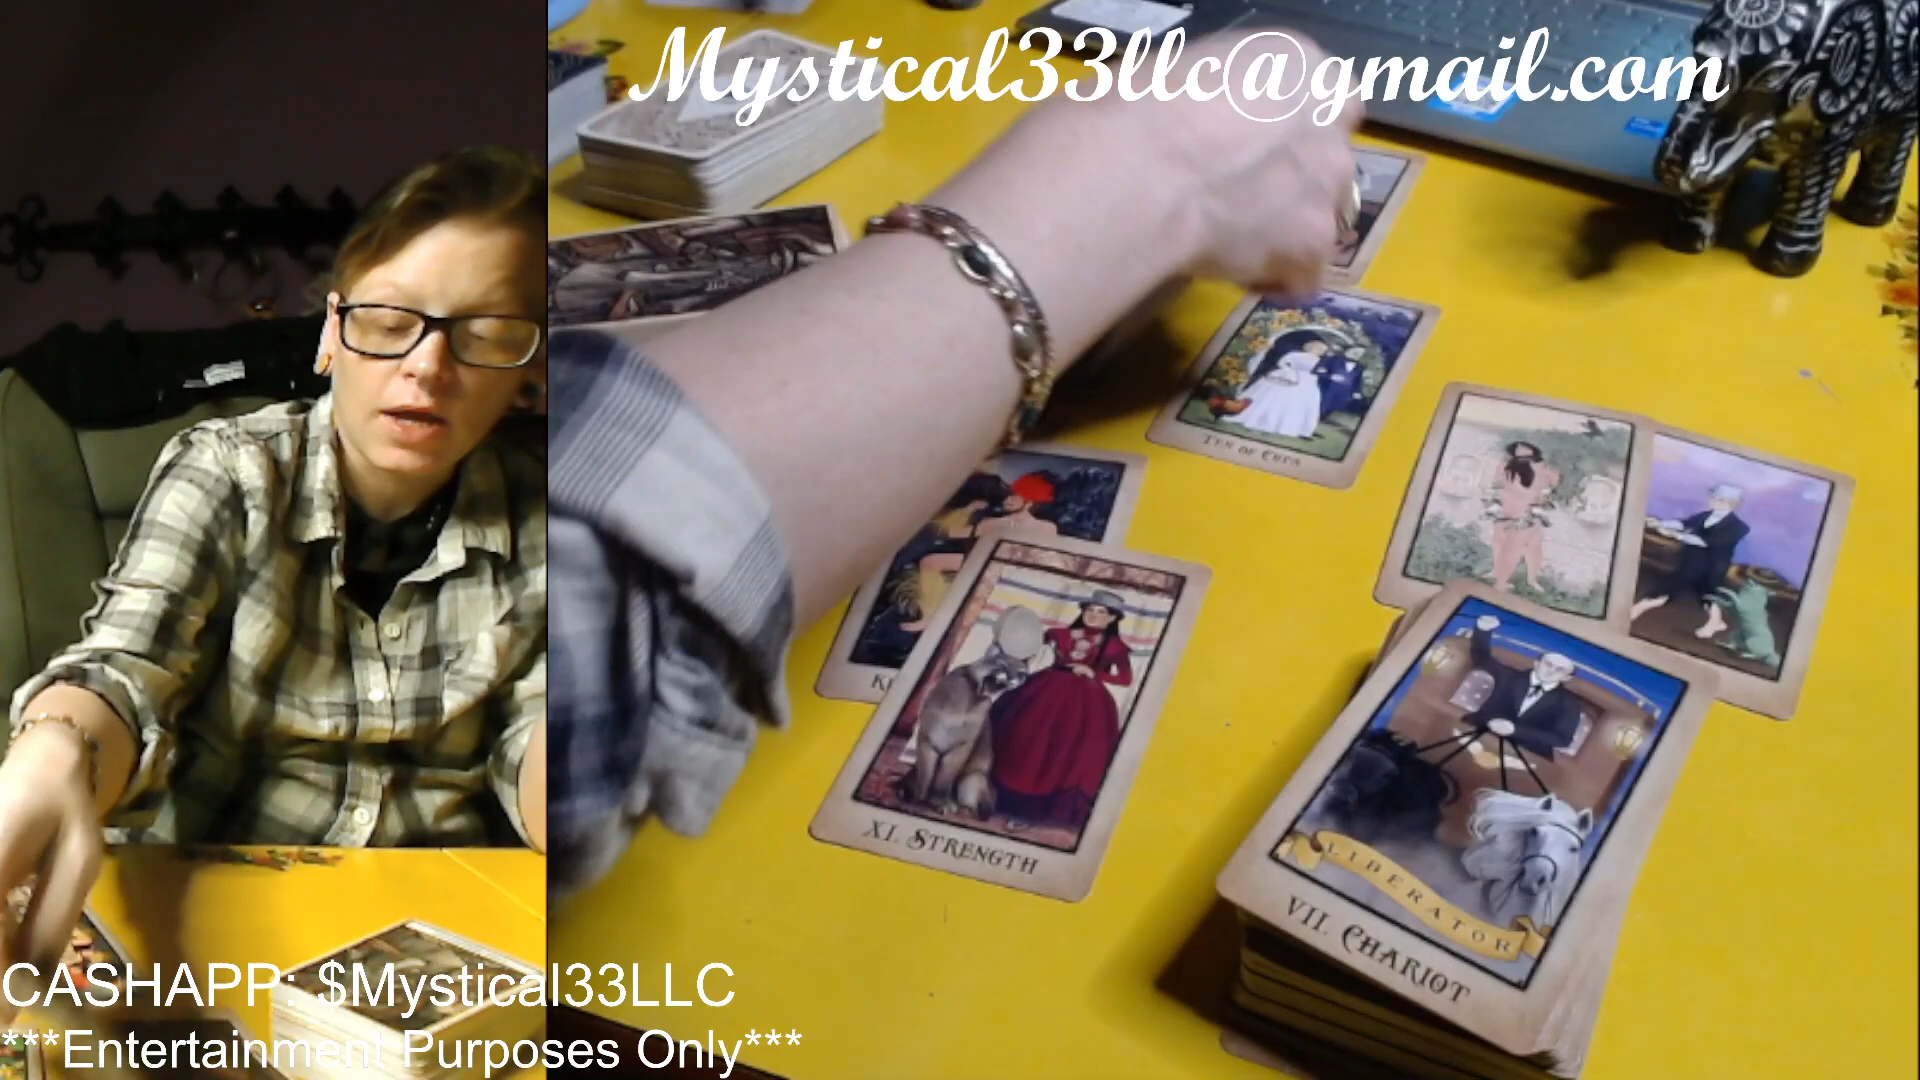 Mystical33llc@gmail.com
TEN OF CUPS
XI. STRENGTH
LIBERATOR
VII. CHARIOT
CASHAPP: $Mystical33LLC
***Entertainment Purposes Only***